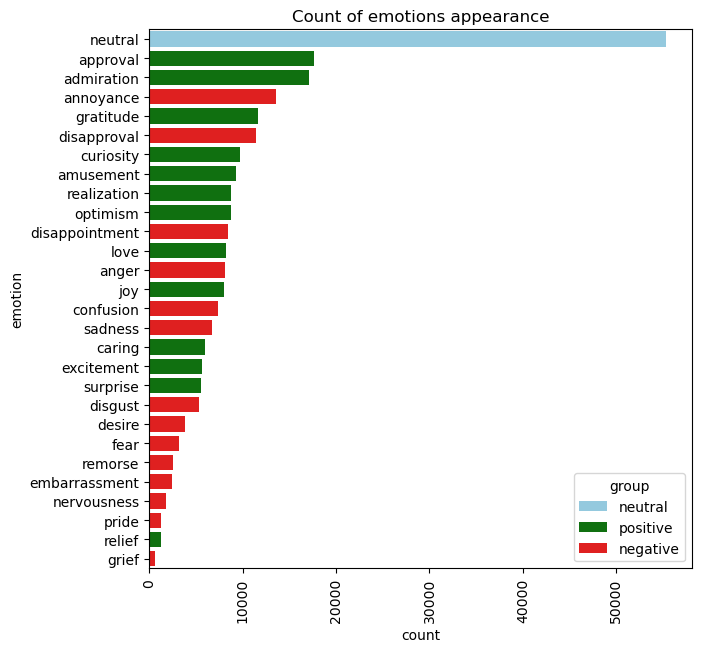 Count of emotions appearance
emotion
neutral
approval
admiration
annoyance
gratitude
disapproval
curiosity
amusement
realization
optimism
disappointment
love
anger
joy
confusion
sadness
caring
excitement
surprise
disgust
desire
fear
remorse
embarrassment
nervousness
pride
relief
grief
group
neutral
positive
negative
0
10000
20000
30000
40000
50000
count